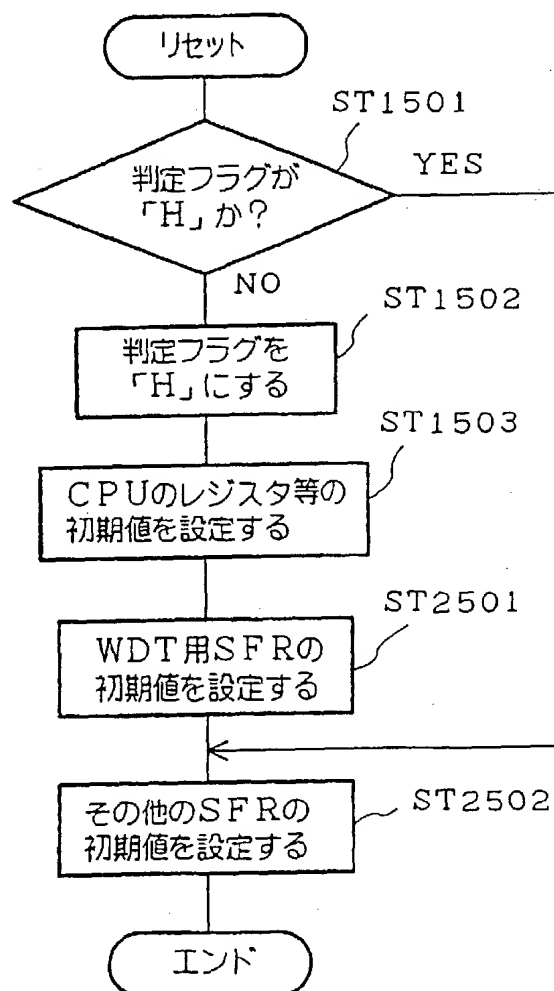 リセット
ST1501
判定フラグが
「H」か?
YES
NO
ST1502
判定フラグを
「H」にする
ST1503
CPUのレジスタ等の
初期値を設定する
ST2501
WDT用SFRの
初期値を設定する
ST2502
その他のSFRの
初期値を設定する
エンド